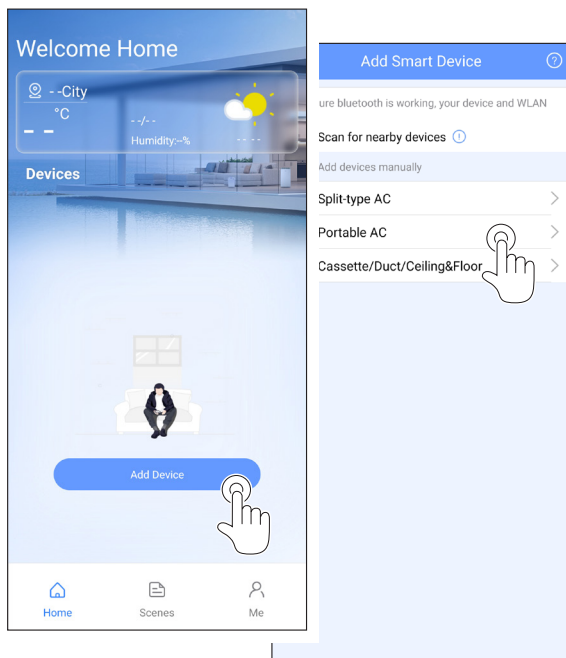 Welcome Home
- -City
°C
- -
--/--
Humidity:--%
-- --
Devices
Add Device
Home
Scenes
Me
Add Smart Device
?
ure bluetooth is working, your device and WLAN
Scan for nearby devices
Add devices manually
Split-type AC
Portable AC
Cassette/Duct/Ceiling&Floor